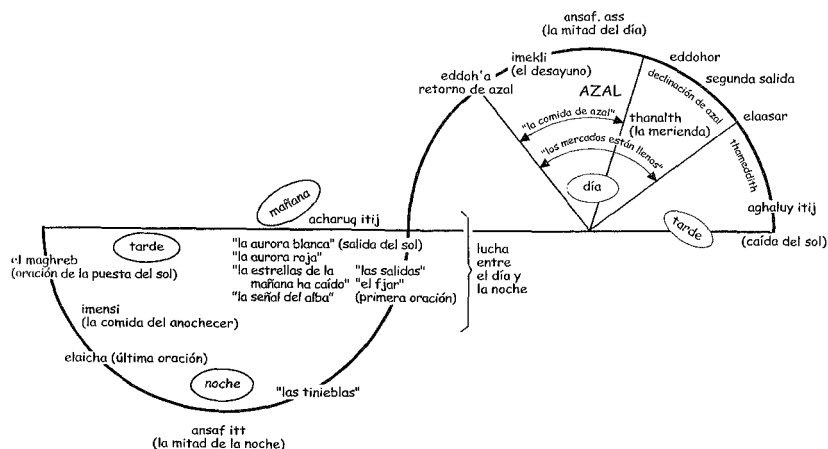 ansaf. ass
(la mitad del día)
imekli
(el desayuno)
eddoh'a
retorno de azal
eddohor
segunda salida
declinación de azal
AZAL
elaasar
"la comida de azal"
thanalth
(la merienda)
"los mercados están llenos"
thameddith
día
aghaluy itij
tarde
(caída del sol)
mañana
acharuq itij
tarde
el maghreb
(oración de la puesta del sol)
"la aurora blanca" (salida del sol)
"la aurora roja"
"la estrellas de la
mañana ha caído"
"la señal del alba"
"las salidas"
"el fjar"
(primera oración)
lucha
entre
el día y
la noche
imensi
(la comida del anochecer)
elaicha (última oración)
noche
"las tinieblas"
ansaf itt
(la mitad de la noche)